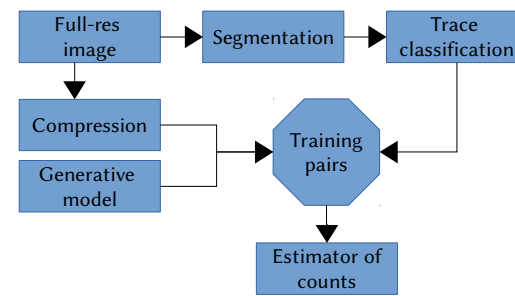 Full-res
image
Segmentation
Trace
classification
Compression
Generative
model
Training
pairs
Estimator of
counts